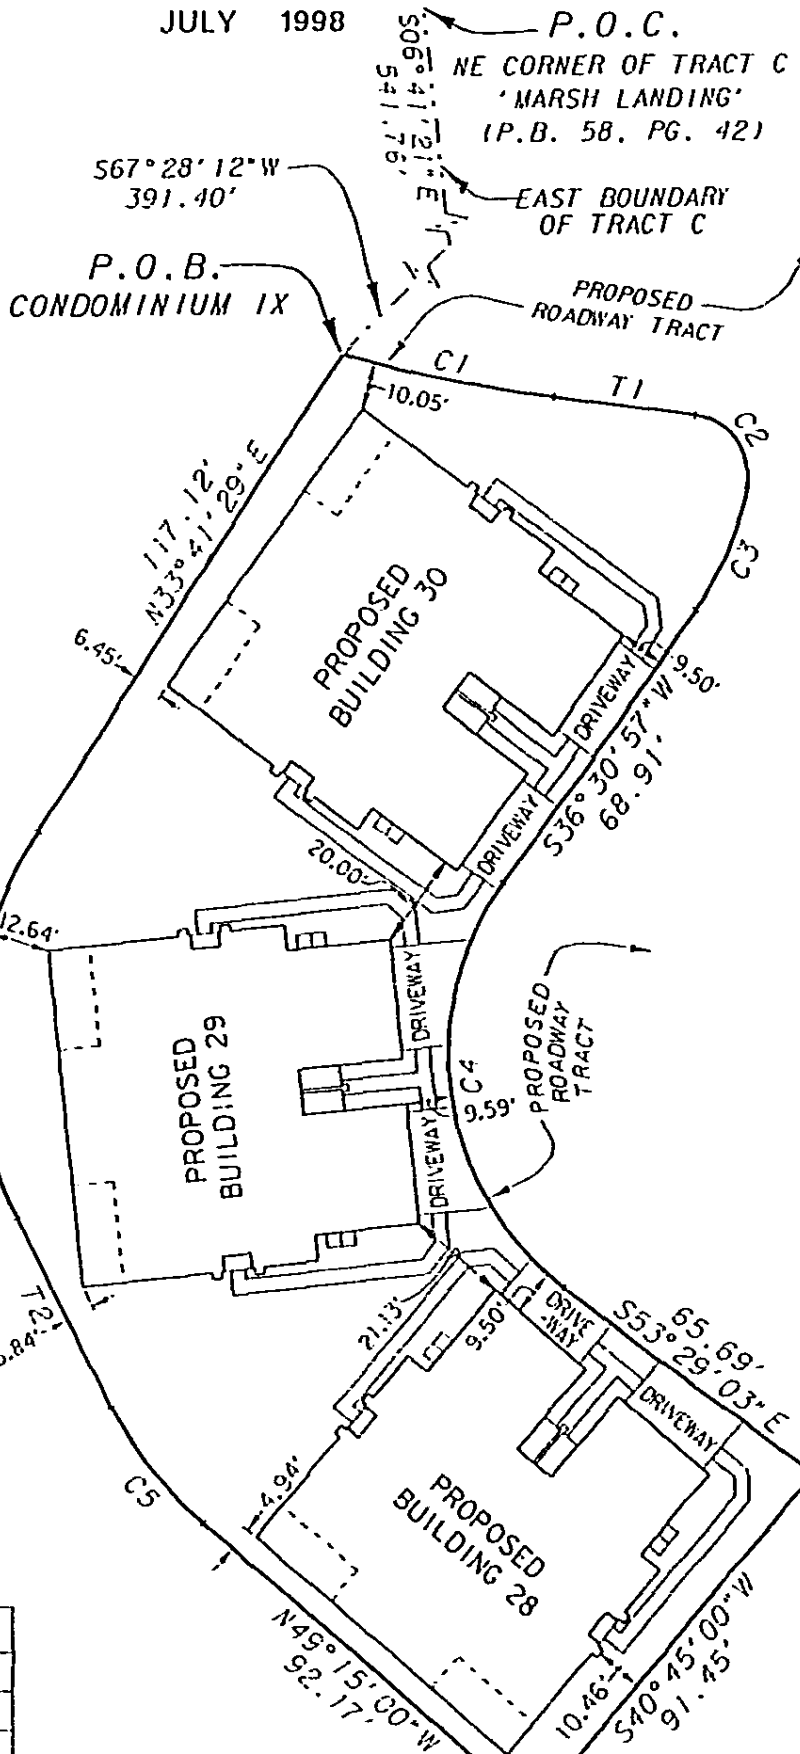 JULY 1998
P.O.C.
NE CORNER OF TRACT C
'MARSH LANDING'
(P.B. 58, PG. 42)
S06°41'21"E
541.76'
S67°28'12"W
391.40'
EAST BOUNDARY
OF TRACT C
P.O.B.
CONDOMINIUM IX
PROPOSED
ROADWAY TRACT
C1
T1
C2
10.05'
C3
117.12'
N33°41'29"E
PROPOSED
BUILDING 30
6.45'
9.50'
DRIVEWAY
S36°30'57"W
68.91'
DRIVEWAY
20.00'
12.64'
DRIVEWAY
PROPOSED
ROADWAY
TRACT
PROPOSED
BUILDING 29
C4
9.59'
DRIVEWAY
T2
21.13'
9.50'
DRIVE
-WAY
65.69'
S53°29'03"E
DRIVEWAY
C5
4.94'
PROPOSED
BUILDING 28
N49°15'00"W
92.17'
10.46'
S40°45'00"W
91.45'